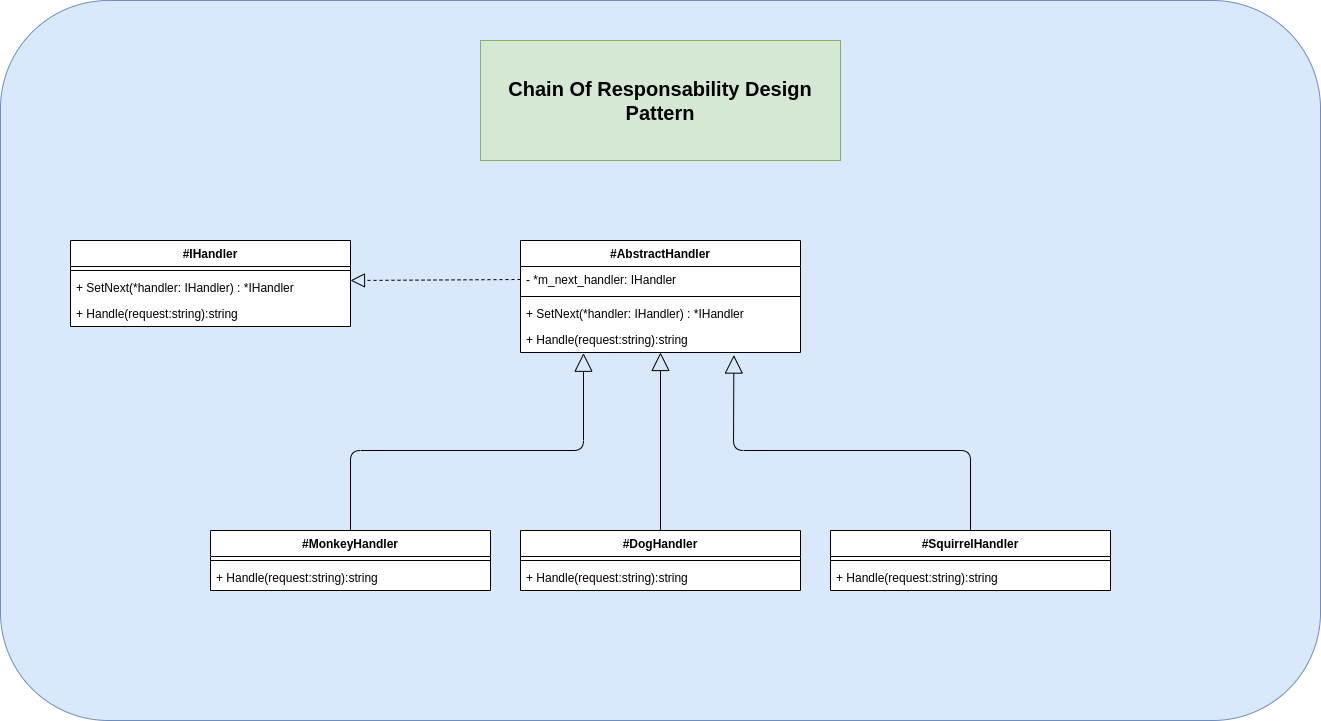 Chain Of Responsability Design
Pattern
#IHandler
+ SetNext(*handler: IHandler) : *IHandler
+ Handle(request:string):string
#AbstractHandler
- *m_next_handler: IHandler
+ SetNext(*handler: IHandler) : *IHandler
+ Handle(request:string):string
#MonkeyHandler
+ Handle(request:string):string
#DogHandler
+ Handle(request:string):string
#SquirrelHandler
+ Handle(request:string):string